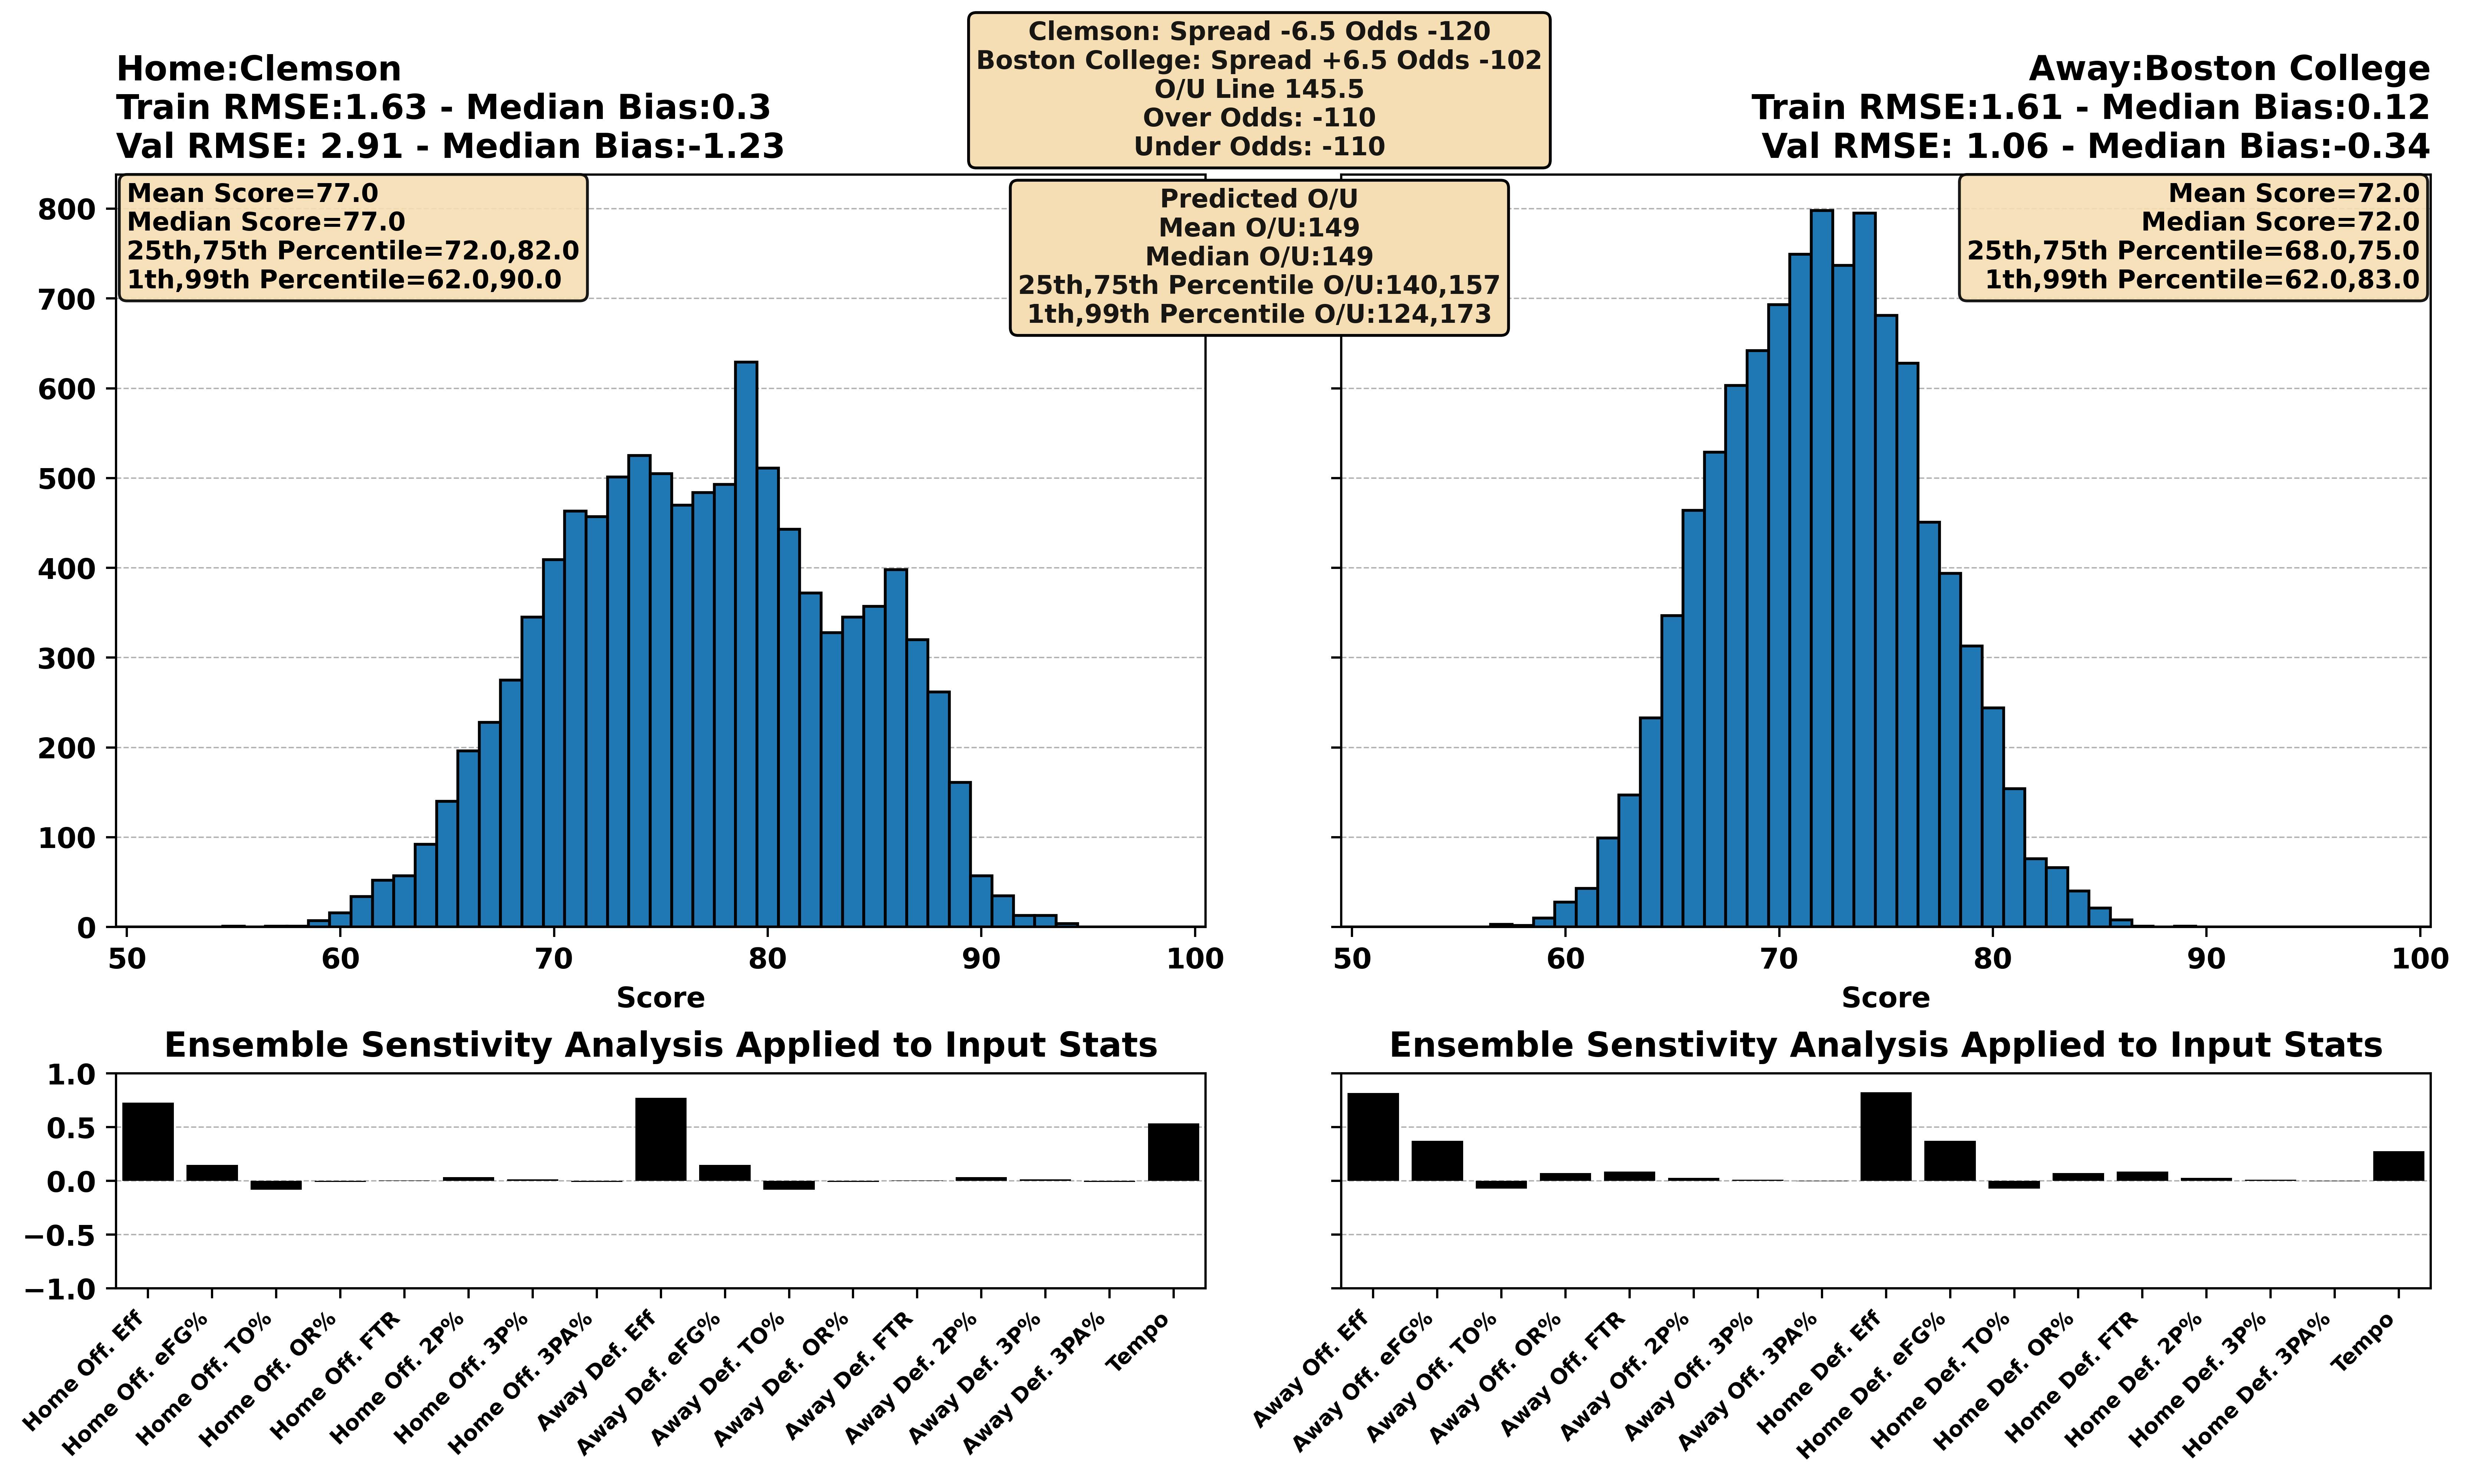 Clemson: Spread -6.5 Odds -120
Boston College: Spread +6.5 Odds -102
O/U Line 145.5
Over Odds: -110
Under Odds: -110
Home:Clemson
Train RMSE:1.63 - Median Bias:0.3
Val RMSE: 2.91 - Median Bias:-1.23
Away:Boston College
Train RMSE:1.61 - Median Bias:0.12
Val RMSE: 1.06 - Median Bias:-0.34
Mean Score=77.0
Median Score=77.0
25th,75th Percentile=72.0,82.0
1th,99th Percentile=62.0,90.0
Predicted O/U
Mean O/U:149
Median O/U:149
25th,75th Percentile O/U:140,157
1th,99th Percentile O/U:124,173
Mean Score=72.0
Median Score=72.0
25th,75th Percentile=68.0,75.0
1th,99th Percentile=62.0,83.0
800
700
600
500
400
300
200
100
0
50 60 70 80 90 100
Score
50 60 70 80 90 100
Score
Ensemble Senstivity Analysis Applied to Input Stats
1.0
0.5
0.0
−0.5
−1.0
Home Off. Eff
Home Off. eFG%
Home Off. TO%
Home Off. OR%
Home Off. FTR
Home Off. 2P%
Home Off. 3P%
Home Off. 3PA%
Away Def. Eff
Away Def. eFG%
Away Def. TO%
Away Def. OR%
Away Def. FTR
Away Def. 2P%
Away Def. 3P%
Away Def. 3PA%
Tempo
Ensemble Senstivity Analysis Applied to Input Stats
Away Off. Eff
Away Off. eFG%
Away Off. TO%
Away Off. OR%
Away Off. FTR
Away Off. 2P%
Away Off. 3P%
Away Off. 3PA%
Home Def. Eff
Home Def. eFG%
Home Def. TO%
Home Def. OR%
Home Def. FTR
Home Def. 2P%
Home Def. 3P%
Home Def. 3PA%
Tempo